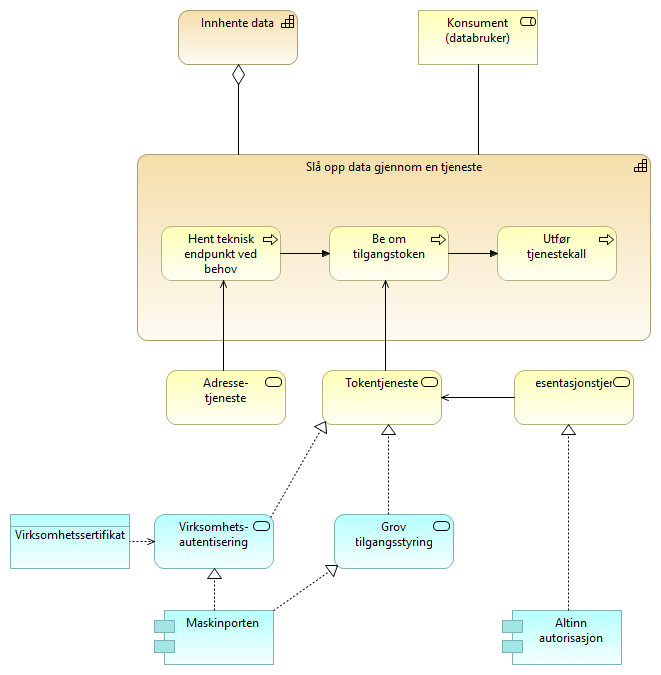 Innhente data
Konsument
(databruker)
Slå opp data gjennom en tjeneste
Hent teknisk
endpunkt ved
behov
Be om
tilgangstoken
Utfør
tjenestekall
Adresse-
tjeneste
Tokentjeneste
esentasjonstjer
Virksomhetssertifikat
Virksomhets-
autentisering
Grov
tilgangsstyring
Maskinporten
Altinn
autorisasjon